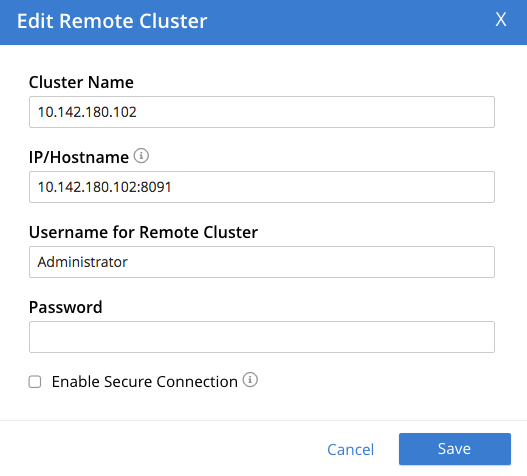 Edit Remote Cluster X
Cluster Name
10.142.180.102
IP/Hostname
10.142.180.102:8091
Username for Remote Cluster
Administrator
Password
Enable Secure Connection
Cancel Save